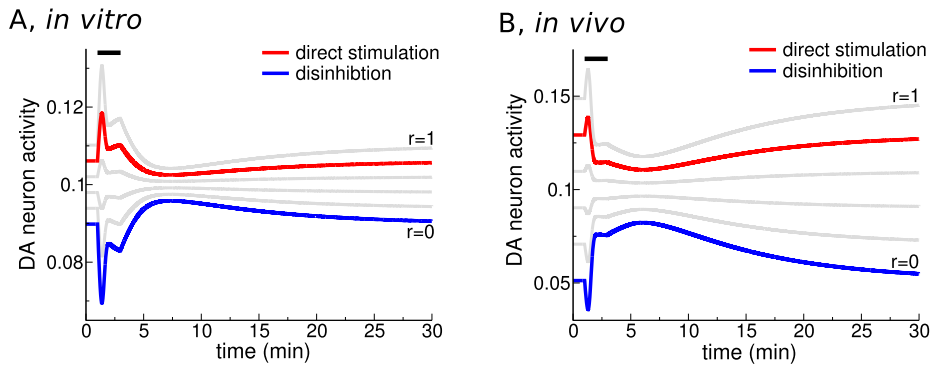 A, in vitro
direct stimulation
disinhibtion
DA neuron activity
0.12
0.1
0.08
r=1
r=0
0 5 10 15 20 25 30
time (min)
B, in vivo
direct stimulation
disinhibition
DA neuron activity
0.15
0.1
0.05
r=1
r=0
0 5 10 15 20 25 30
time (min)